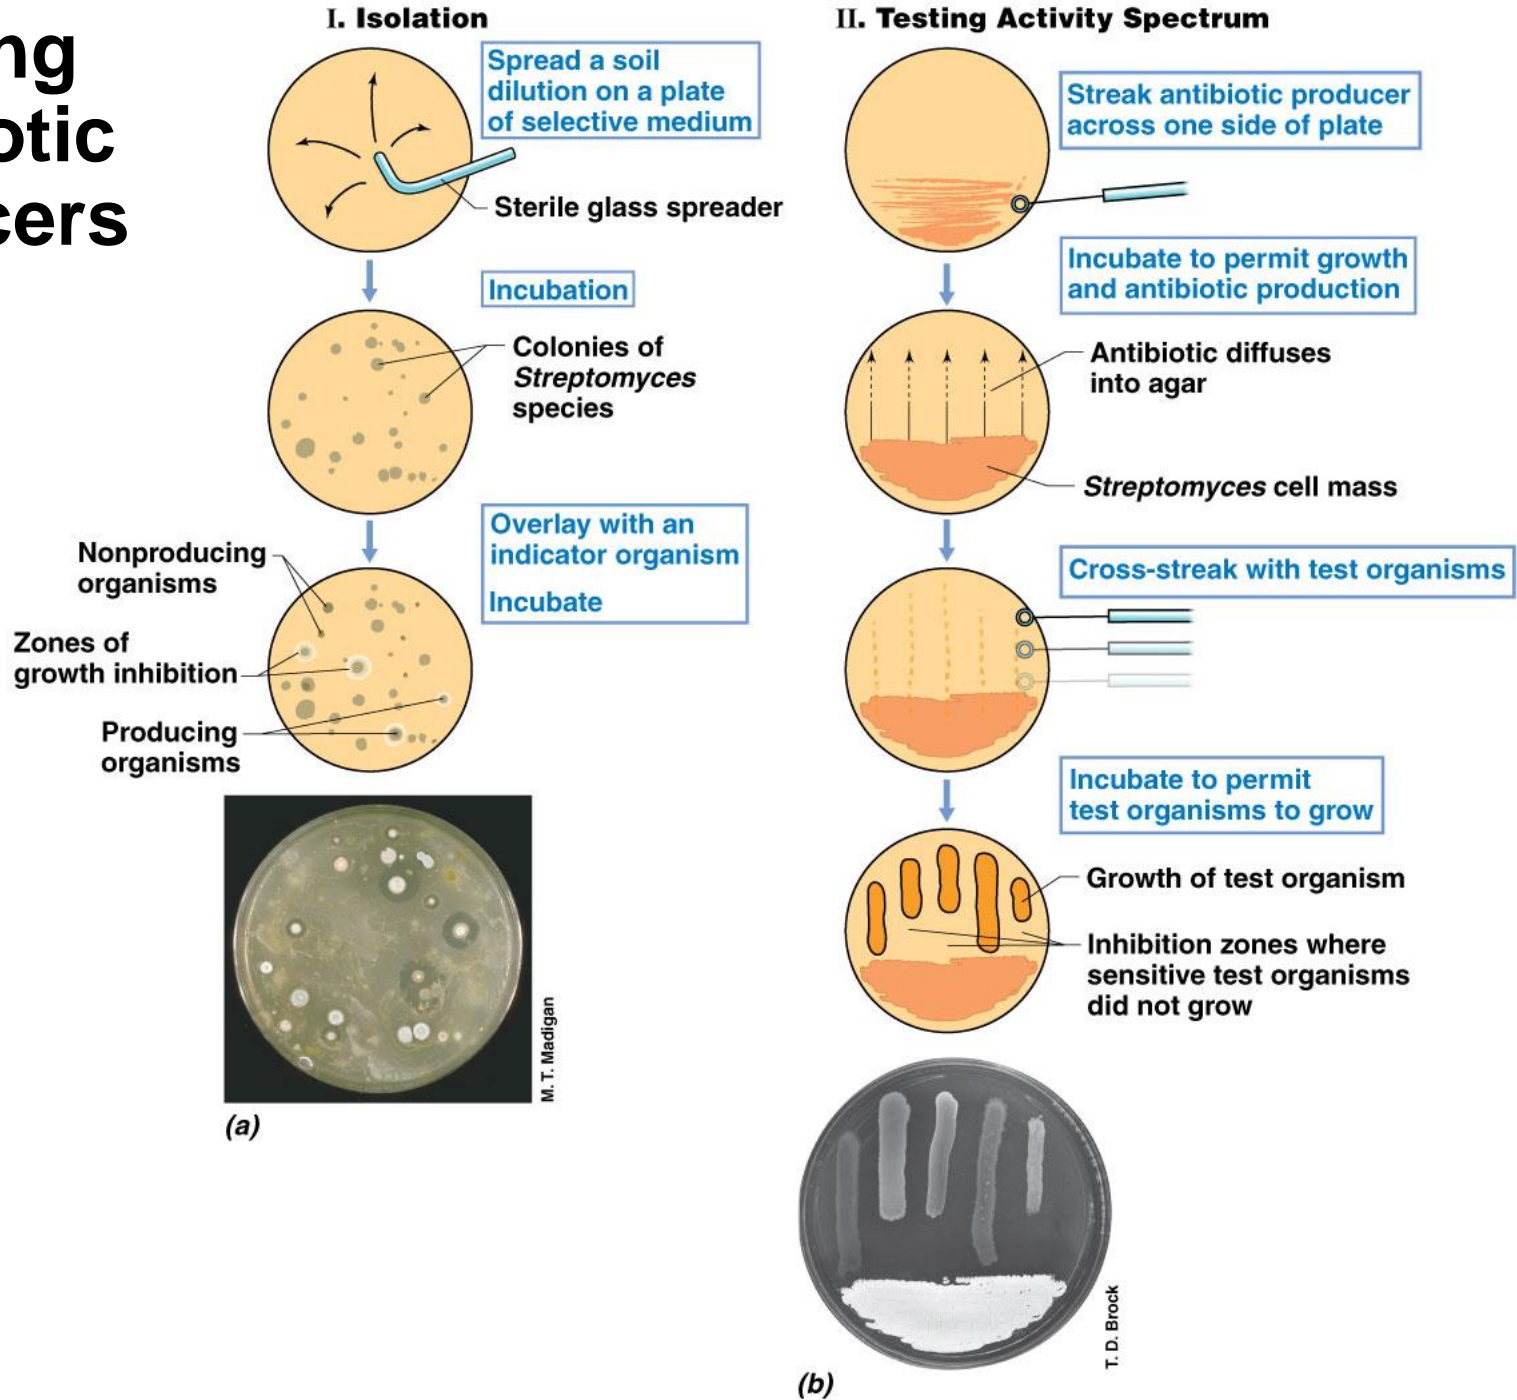 ng
otic
cers
I. Isolation
Spread a soil
dilution on a plate
of selective medium
Sterile glass spreader
Incubation
Colonies of
Streptomyces
species
Overlay with an
indicator organism
Incubate
Nonproducing
organisms
Zones of
growth inhibition
Producing
organisms
M. T. Madigan
(a)
II. Testing Activity Spectrum
Streak antibiotic producer
across one side of plate
Incubate to permit growth
and antibiotic production
Antibiotic diffuses
into agar
Streptomyces cell mass
Cross-streak with test organisms
Incubate to permit
test organisms to grow
Growth of test organism
Inhibition zones where
sensitive test organisms
did not grow
T. D. Brock
(b)